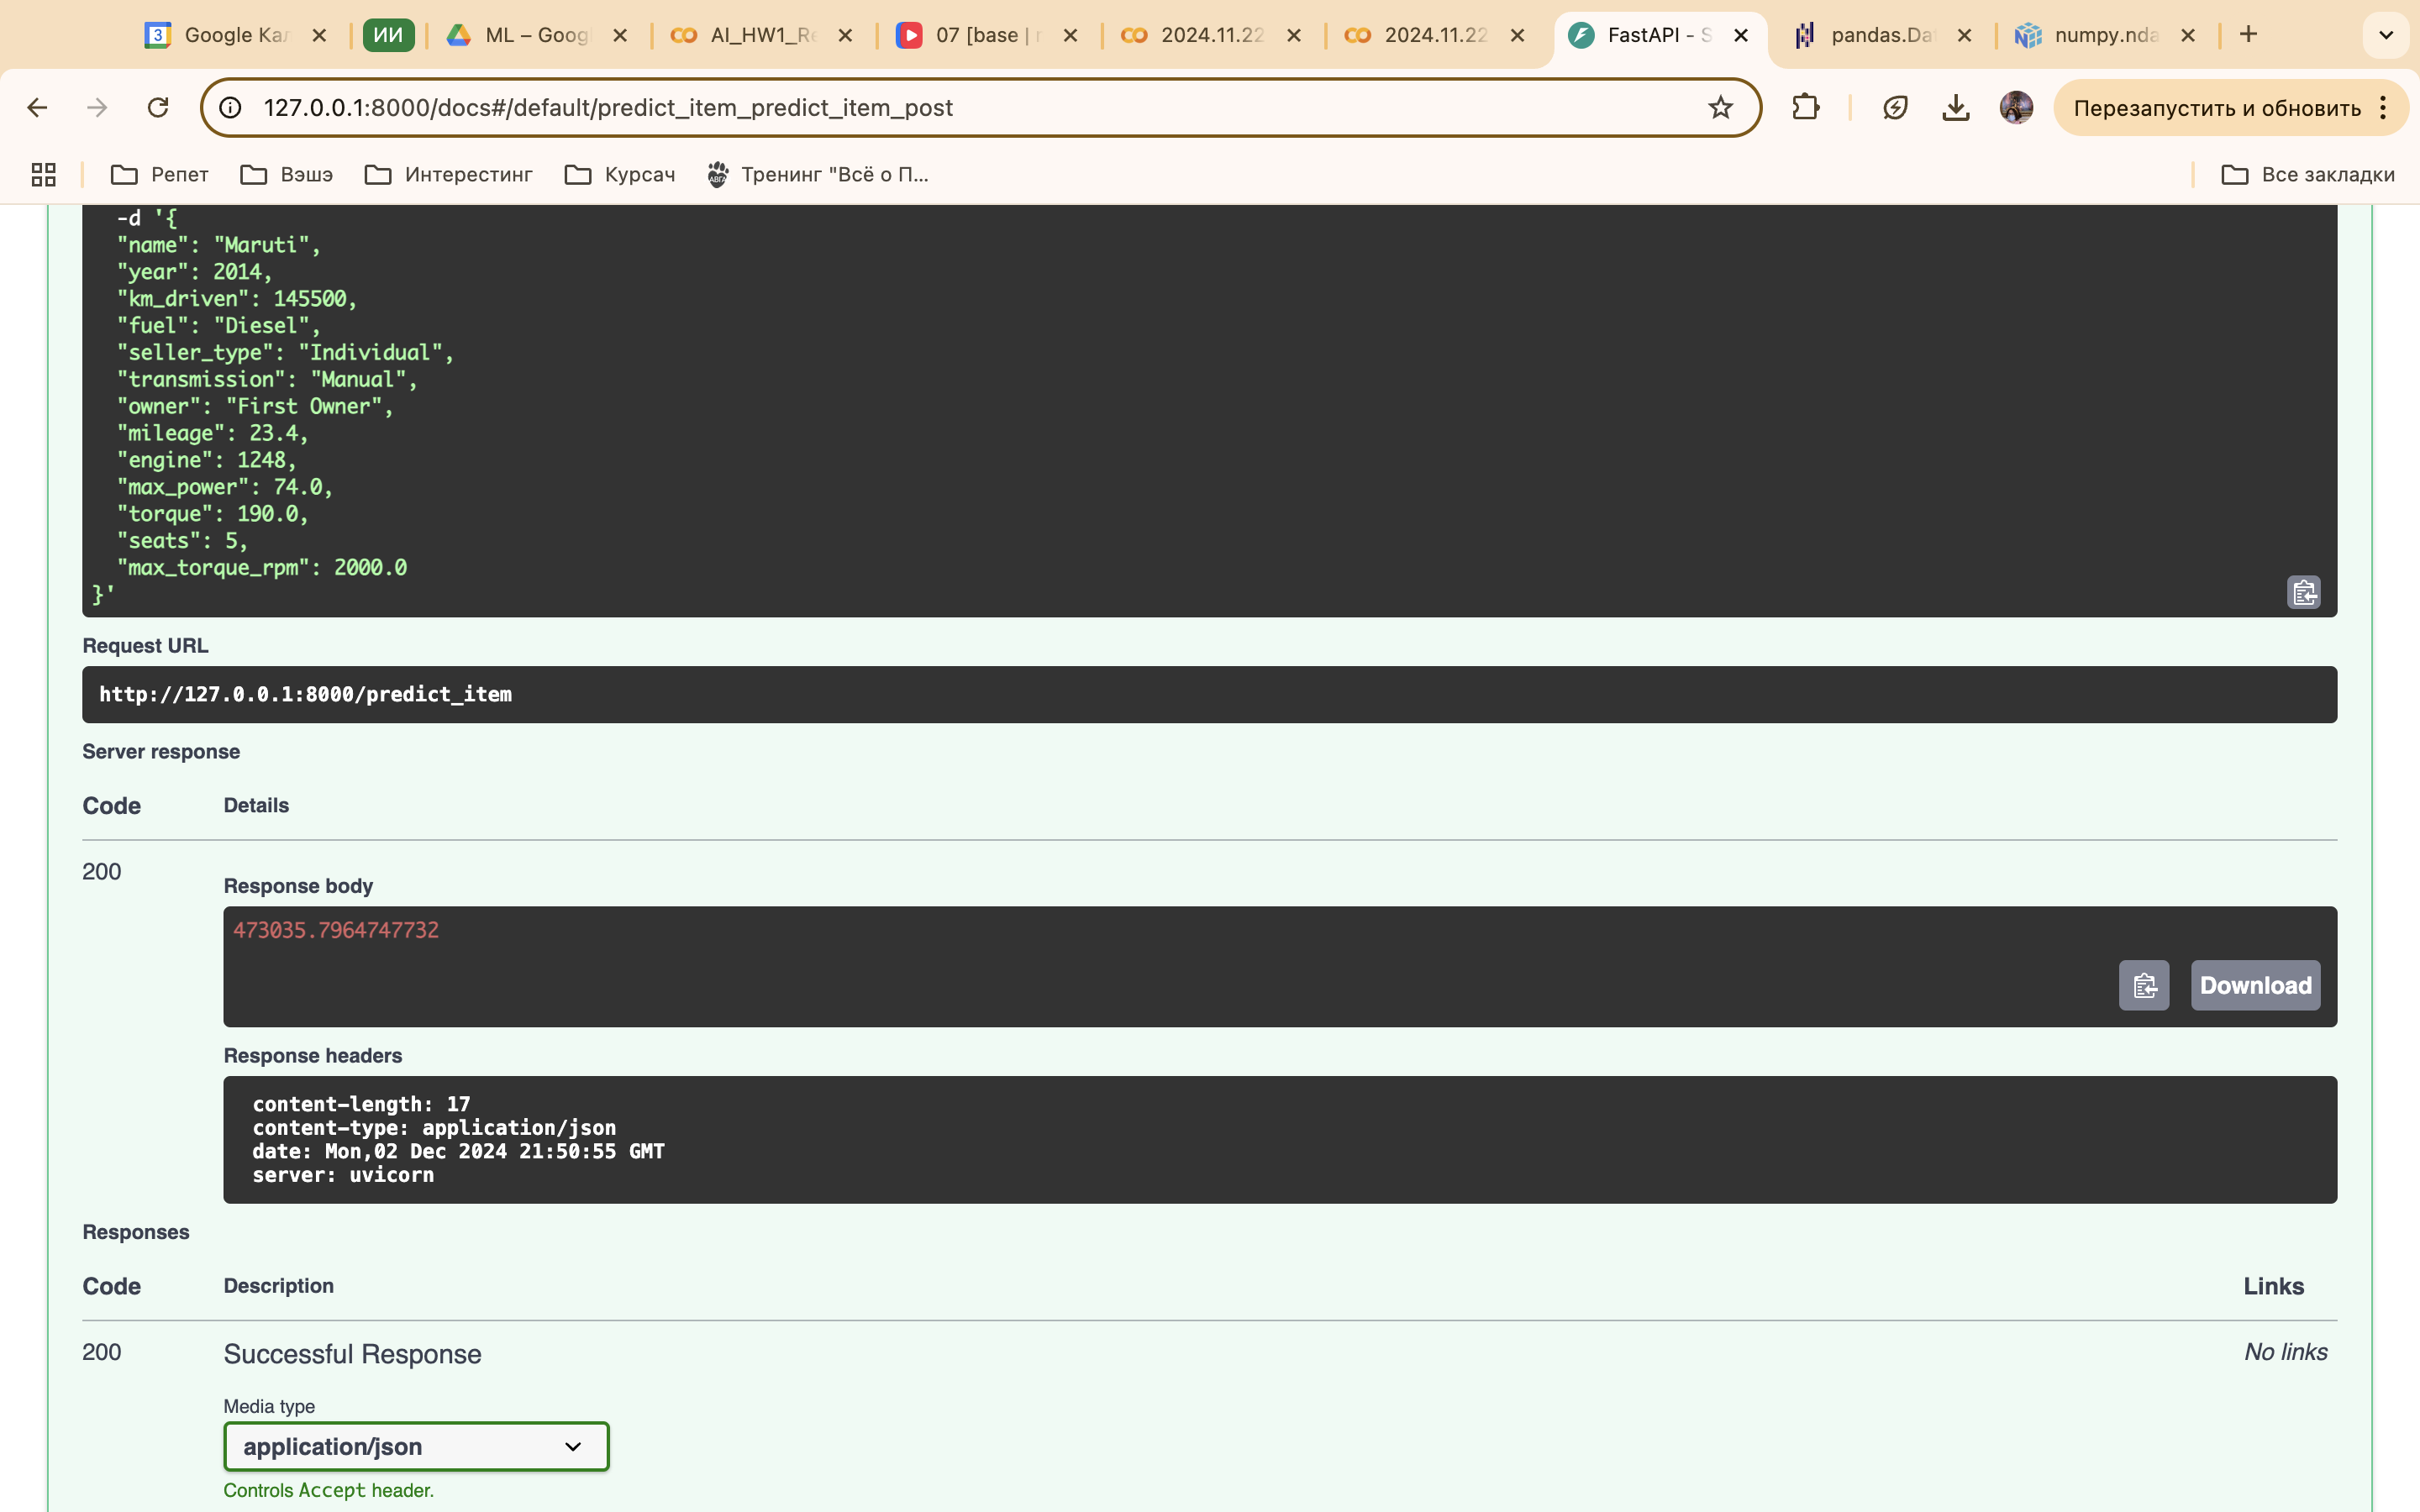 3 Google Ка
ИИ
ML – Goog
AI_HW1_Re
07 [base |
2024.11.22
2024.11.22
FastAPI - S
pandas.Da
numpy.nda
127.0.0.1:8000/docs#/default/predict_item_predict_item_post
Перезапустить и обновить
Репет
Вэшэ
Интерестинг
Курсач
Тренинг "Всё о П...
Все закладки
-d '{
"name": "Maruti",
"year": 2014,
"km_driven": 145500,
"fuel": "Diesel",
"seller_type": "Individual",
"transmission": "Manual",
"owner": "First Owner",
"mileage": 23.4,
"engine": 1248,
"max_power": 74.0,
"torque": 190.0,
"seats": 5,
"max_torque_rpm": 2000.0
}'
Request URL
http://127.0.0.1:8000/predict_item
Server response
Code Details
200
Response body
473035.7964747732
Download
Response headers
content-length: 17
content-type: application/json
date: Mon,02 Dec 2024 21:50:55 GMT
server: uvicorn
Responses
Code Description Links
200 Successful Response No links
Media type
application/json
Controls Accept header.